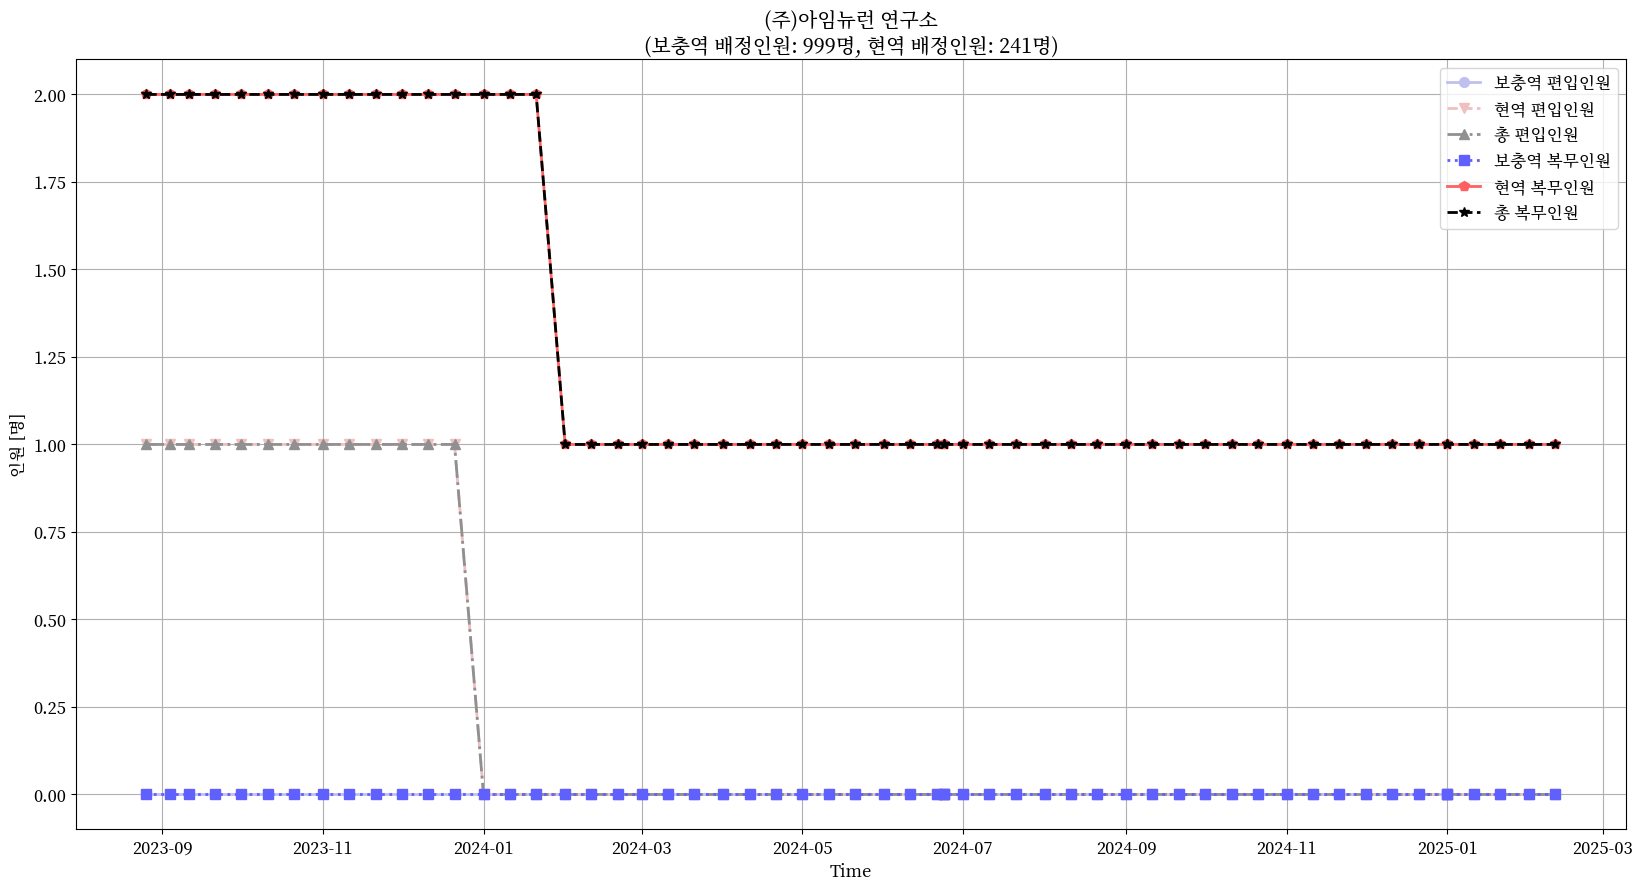 (주)아임뉴런 연구소
(보충역 배정인원: 999명, 현역 배정인원: 241명)
보충역 편입인원
현역 편입인원
총 편입인원
보충역 복무인원
현역 복무인원
총 복무인원
인원 [명]
2.00
1.75
1.50
1.25
1.00
0.75
0.50
0.25
0.00
2023-09
2023-11
2024-01
2024-03
2024-05
2024-07
2024-09
2024-11
2025-01
2025-03
Time